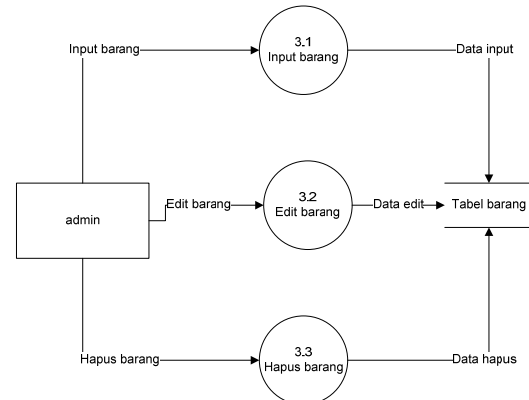 3.1
Input barang
Input barang
Data input
admin
Edit barang
3.2
Edit barang
Data edit
Tabel barang
Hapus barang
3.3
Hapus barang
Data hapus